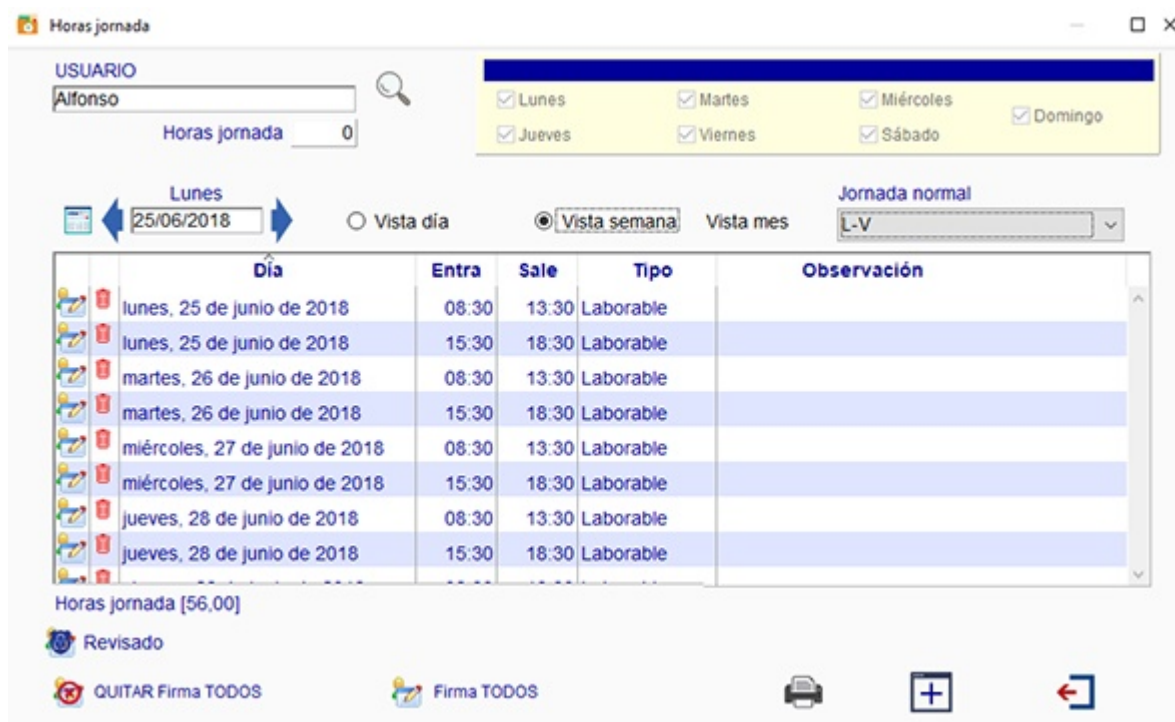 Horas jornada
USUARIO
Alfonso
Horas jornada 0
Lunes Martes Miércoles Domingo
Jueves Viernes Sábado
Lunes
25/06/2018
Vista día Vista semana Vista mes
Jornada normal
L-V
Día Entra Sale Tipo Observación
lunes, 25 de junio de 2018 08:30 13:30 Laborable
lunes, 25 de junio de 2018 15:30 18:30 Laborable
martes, 26 de junio de 2018 08:30 13:30 Laborable
martes, 26 de junio de 2018 15:30 18:30 Laborable
miércoles, 27 de junio de 2018 08:30 13:30 Laborable
miércoles, 27 de junio de 2018 15:30 18:30 Laborable
jueves, 28 de junio de 2018 08:30 13:30 Laborable
jueves, 28 de junio de 2018 15:30 18:30 Laborable
Horas jornada [56,00]
Revisado
QUITAR Firma TODOS Firma TODOS